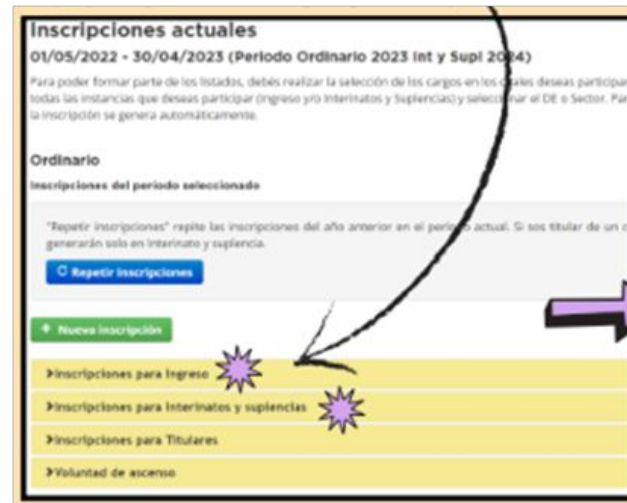 Inscripciones actuales
01/05/2022 - 30/04/2023 (Periodo Ordinario 2023 Int y Supl 2024)
Para poder formar parte de los listados, debés realizar la selección de los cargos en los cuales deseas participar
todas las instancias que deseas participar (Ingreso y/o Interinatos y Suplencias) y seleccionar el DE o Sector. Par
la inscripción se genera automáticamente.
Ordinario
Inscripciones del periodo seleccionado
"Repetir inscripciones" repite las inscripciones del año anterior en el período actual. Si sos titular de un c
generarán solo en interinato y suplencia.
Repetir inscripciones
+ Nueva inscripción
>Inscripciones para Ingreso
>Inscripciones para Interinatos y suplencias
>Inscripciones para Titulares
>Voluntad de ascenso